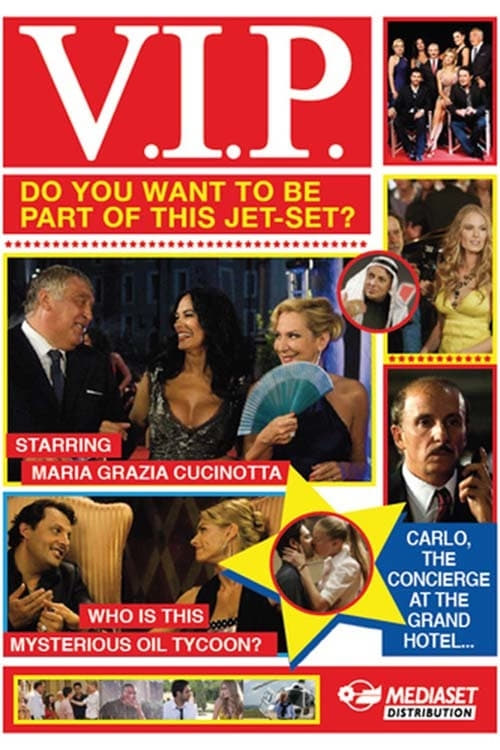 V.I.P.
DO YOU WANT TO BE
PART OF THIS JET-SET?
STARRING
MARIA GRAZIA CUCINOTTA
WHO IS THIS
MYSTERIOUS OIL TYCOON?
CARLO,
THE
CONCIERGE
AT THE
GRAND
HOTEL...
MEDIASET
DISTRIBUTION